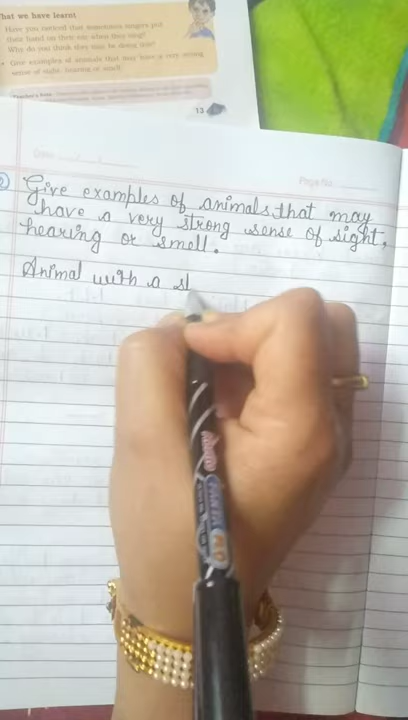 hat we have learnt
Have you noticed that sometimes singers put
their hand on their ear when they sing?
Why do you think they may be doing this?
Give examples of animals that may have a very strong
sense of sight, hearing or smell.
13
Date
Page No.
2) Give examples of animals that may
have a very strong sense of sight,
hearing or smell.
Animal with a st